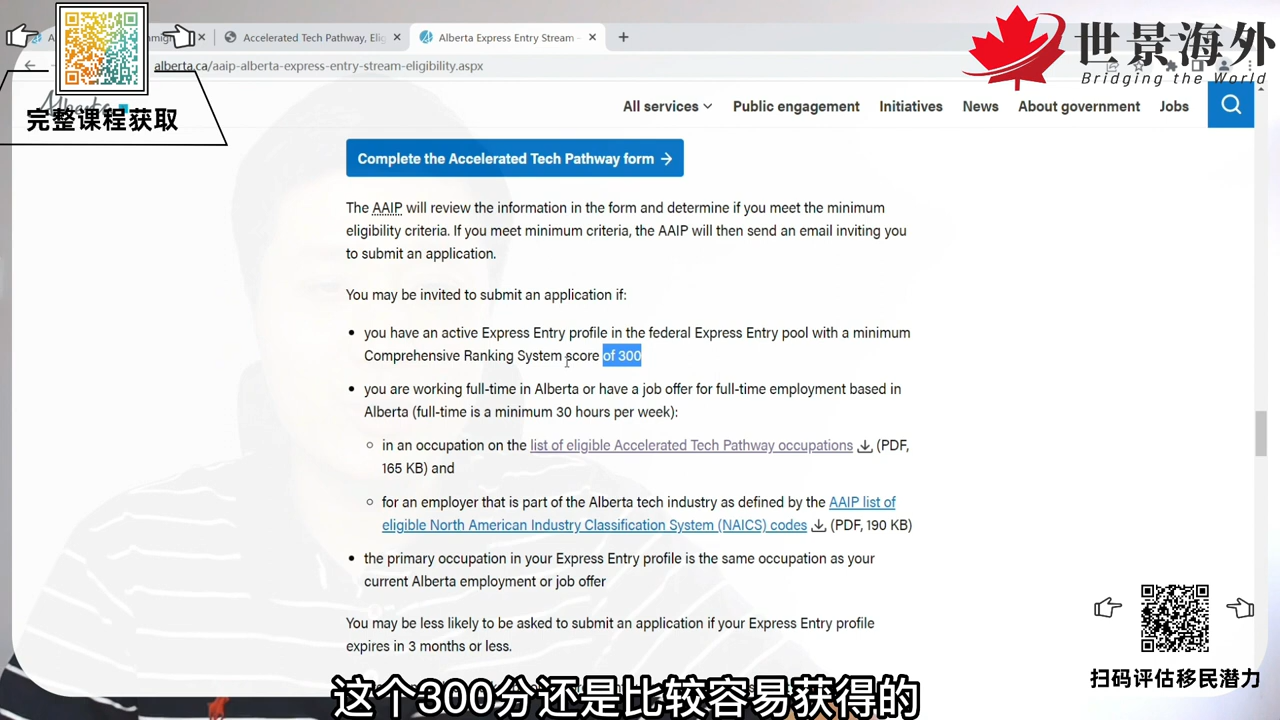 Accelerated Tech Pathway, Elig
Alberta Express Entry Stream -
alberta.ca/aaip-alberta-express-entry-stream-eligibility.aspx
世景海外
Bridging the World
Alberta
完整课程获取
All services
Public engagement
Initiatives
News
About government
Jobs
Complete the Accelerated Tech Pathway form →
The AAIP will review the information in the form and determine if you meet the minimum
eligibility criteria. If you meet minimum criteria, the AAIP will then send an email inviting you
to submit an application.
You may be invited to submit an application if:
• you have an active Express Entry profile in the federal Express Entry pool with a minimum
Comprehensive Ranking System score of 300
• you are working full-time in Alberta or have a job offer for full-time employment based in
Alberta (full-time is a minimum 30 hours per week):
○ in an occupation on the list of eligible Accelerated Tech Pathway occupations (PDF,
165 KB) and
○ for an employer that is part of the Alberta tech industry as defined by the AAIP list of
eligible North American Industry Classification System (NAICS) codes (PDF, 190 KB)
• the primary occupation in your Express Entry profile is the same occupation as your
current Alberta employment or job offer
You may be less likely to be asked to submit an application if your Express Entry profile
expires in 3 months or less.
扫码评估移民潜力
这个300分还是比较容易获得的